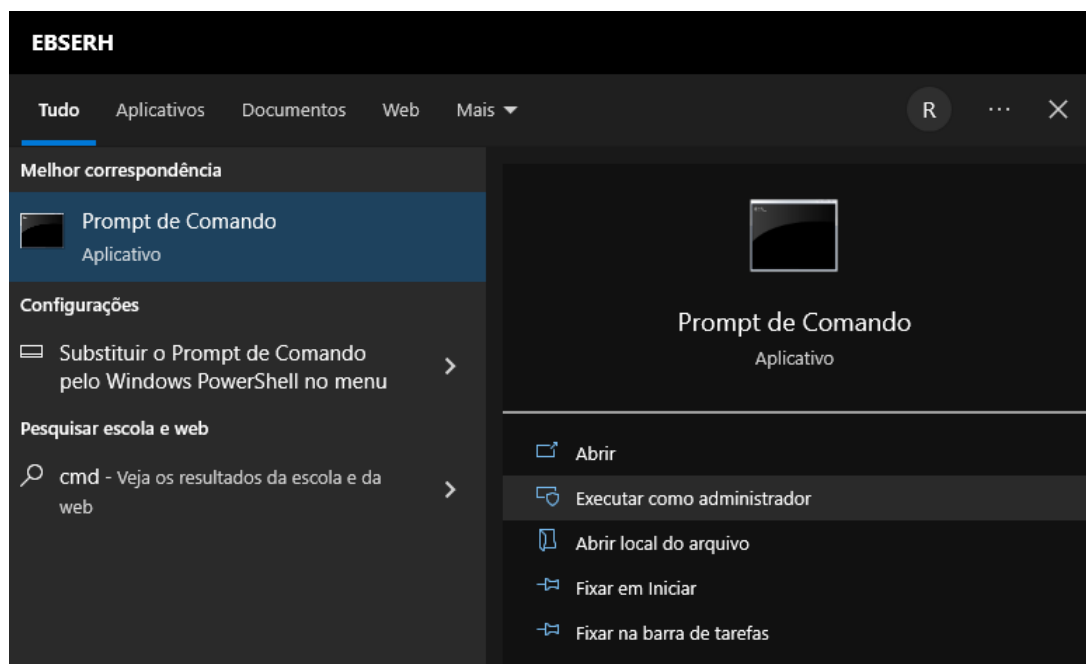 EBSERH
Tudo Aplicativos Documentos Web Mais R ...
Melhor correspondência
Prompt de Comando
Aplicativo
Configurações
Substituir o Prompt de Comando
pelo Windows PowerShell no menu
Pesquisar escola e web
cmd - Veja os resultados da escola e da
web
Prompt de Comando
Aplicativo
Abrir
Executar como administrador
Abrir local do arquivo
Fixar em Iniciar
Fixar na barra de tarefas